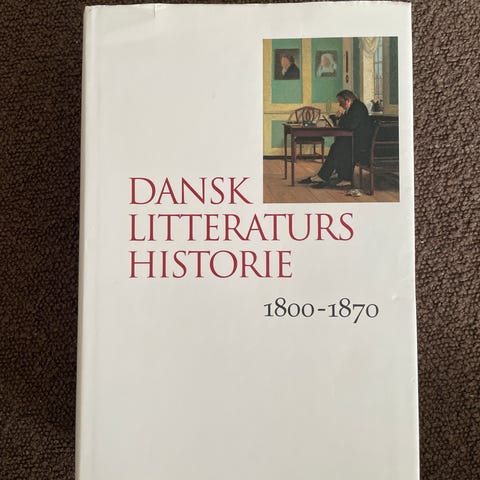 DANSK
LITTERATURS
HISTORIE
1800-1870